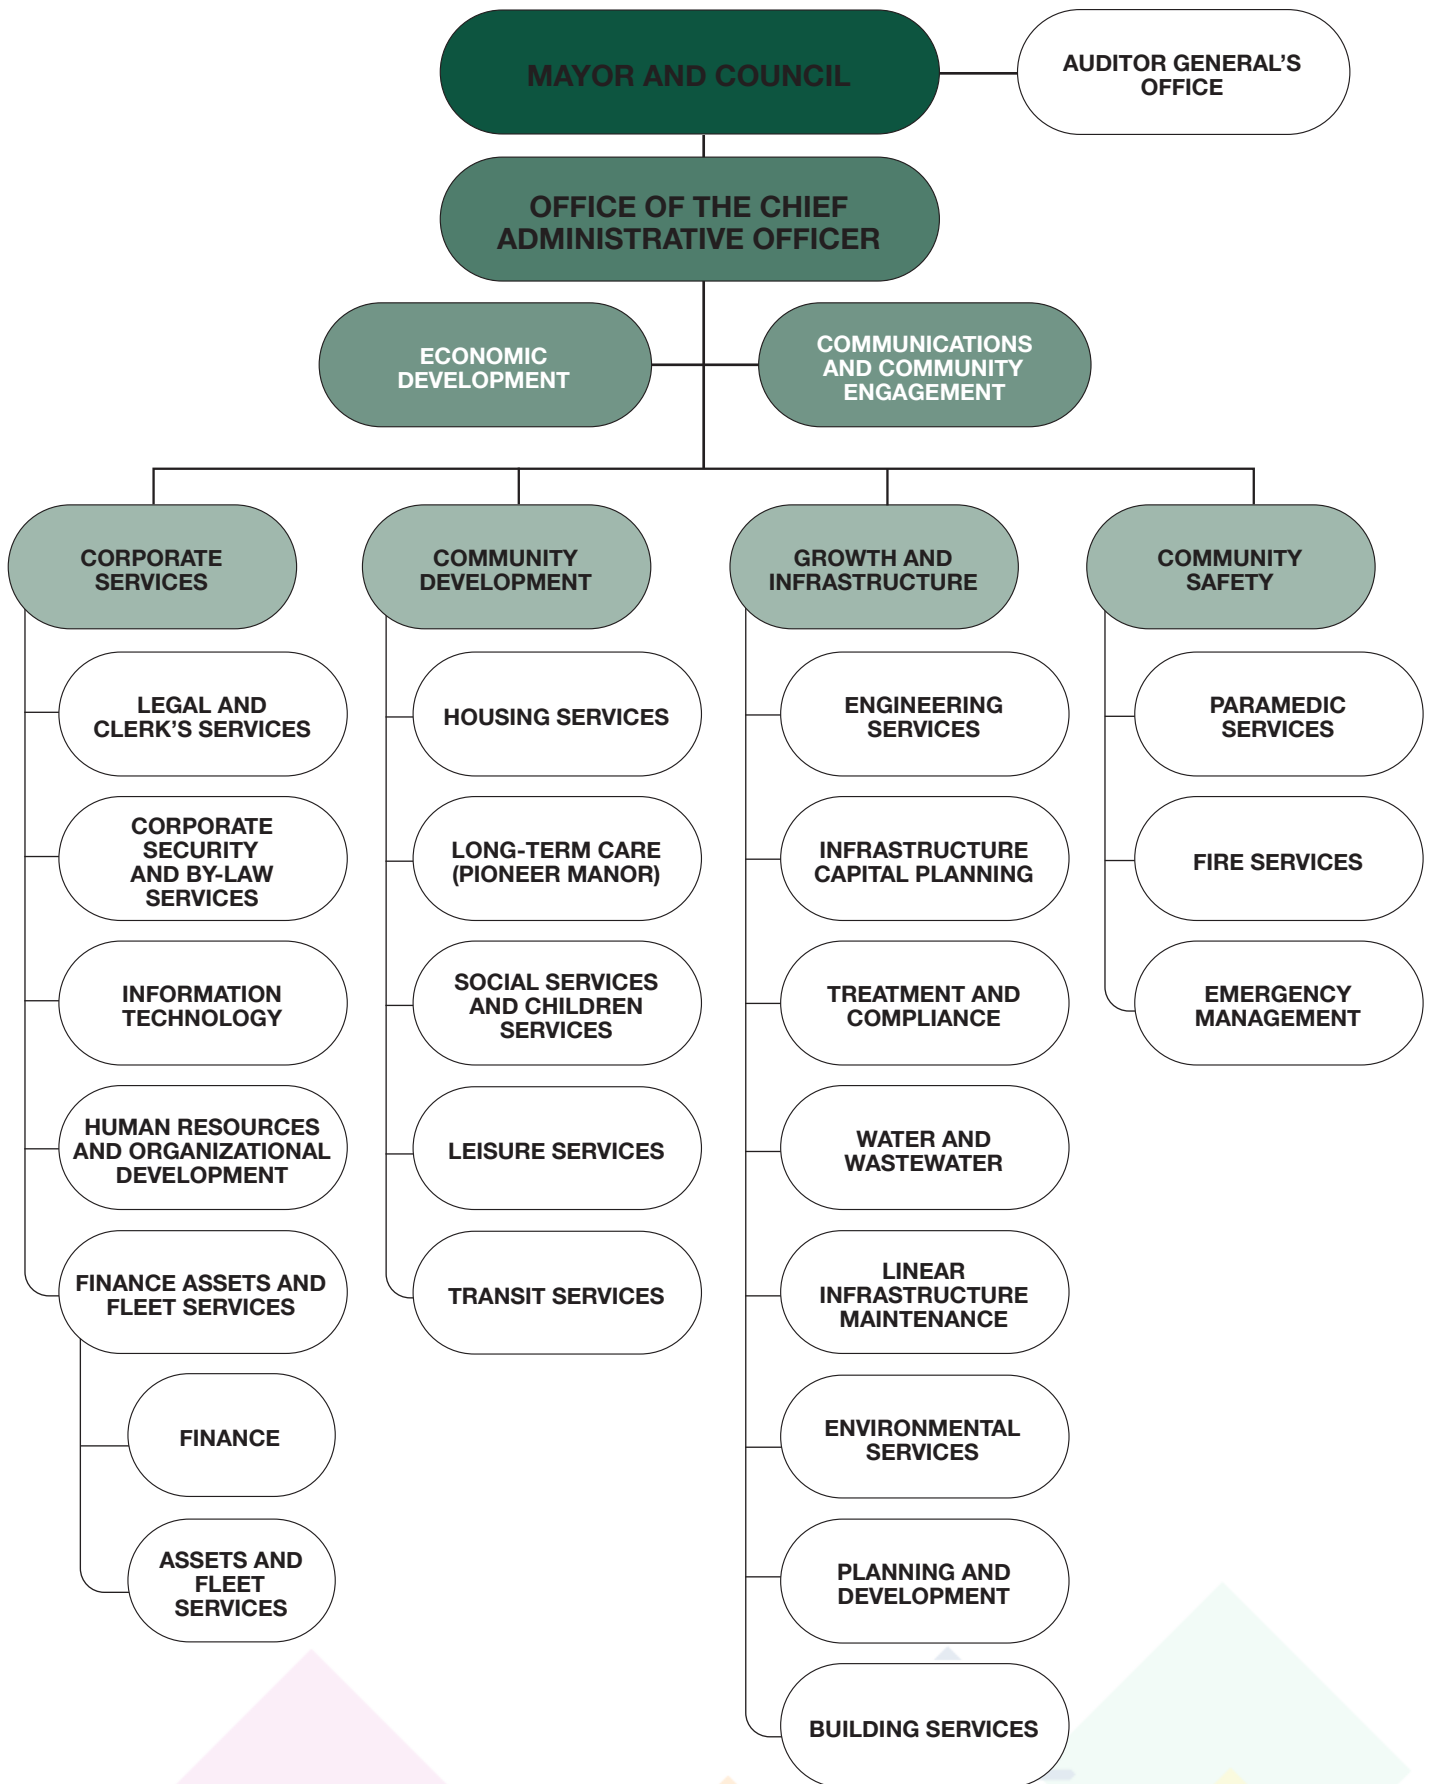 MAYOR AND COUNCIL
AUDITOR GENERAL'S
OFFICE
OFFICE OF THE CHIEF
ADMINISTRATIVE OFFICER
ECONOMIC
DEVELOPMENT
COMMUNICATIONS
AND COMMUNITY
ENGAGEMENT
CORPORATE
SERVICES
LEGAL AND
CLERK'S SERVICES
CORPORATE
SECURITY
AND BY-LAW
SERVICES
INFORMATION
TECHNOLOGY
HUMAN RESOURCES
AND ORGANIZATIONAL
DEVELOPMENT
FINANCE ASSETS AND
FLEET SERVICES
FINANCE
ASSETS AND
FLEET
SERVICES
COMMUNITY
DEVELOPMENT
HOUSING SERVICES
LONG-TERM CARE
(PIONEER MANOR)
SOCIAL SERVICES
AND CHILDREN
SERVICES
LEISURE SERVICES
TRANSIT SERVICES
GROWTH AND
INFRASTRUCTURE
ENGINEERING
SERVICES
INFRASTRUCTURE
CAPITAL PLANNING
TREATMENT AND
COMPLIANCE
WATER AND
WASTEWATER
LINEAR
INFRASTRUCTURE
MAINTENANCE
ENVIRONMENTAL
SERVICES
PLANNING AND
DEVELOPMENT
BUILDING SERVICES
COMMUNITY
SAFETY
PARAMEDIC
SERVICES
FIRE SERVICES
EMERGENCY
MANAGEMENT